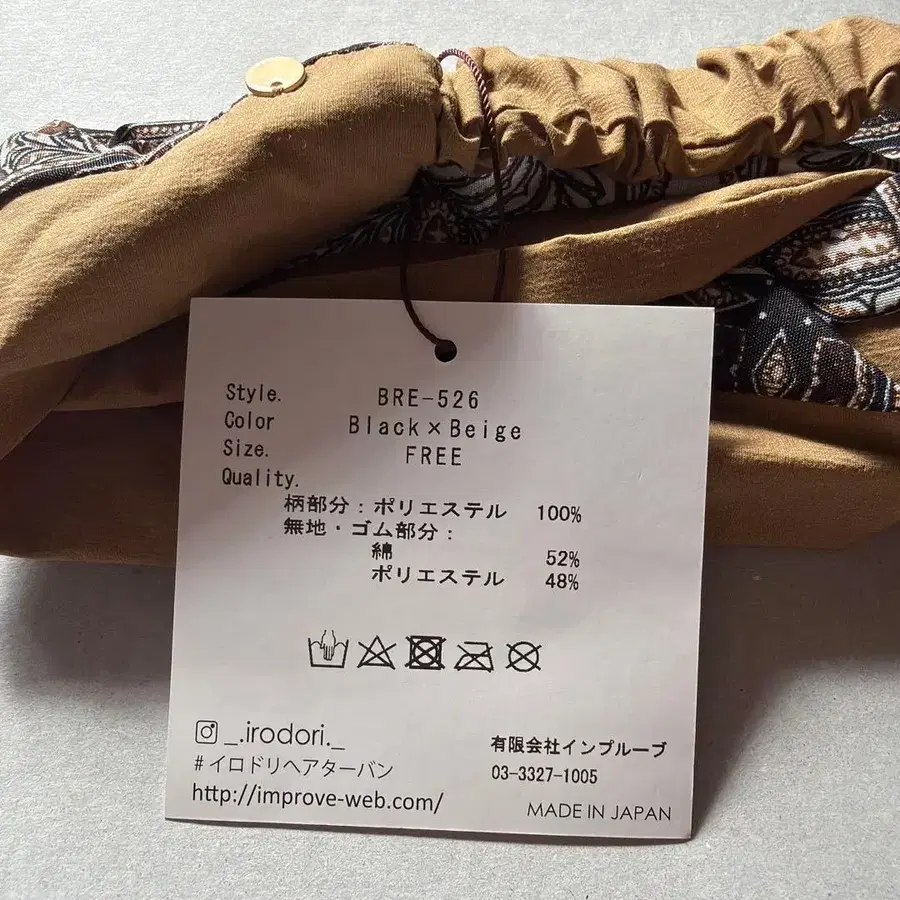 Style. BRE-526
Color Black×Beige
Size. FREE
Quality.
柄部分：ポリエステル 100%
無地・ゴム部分：
綿 52%
ポリエステル 48%
_.irodori._
#イロドリヘアターバン
http://improve-web.com/
有限会社インプルーブ
03-3327-1005
MADE IN JAPAN